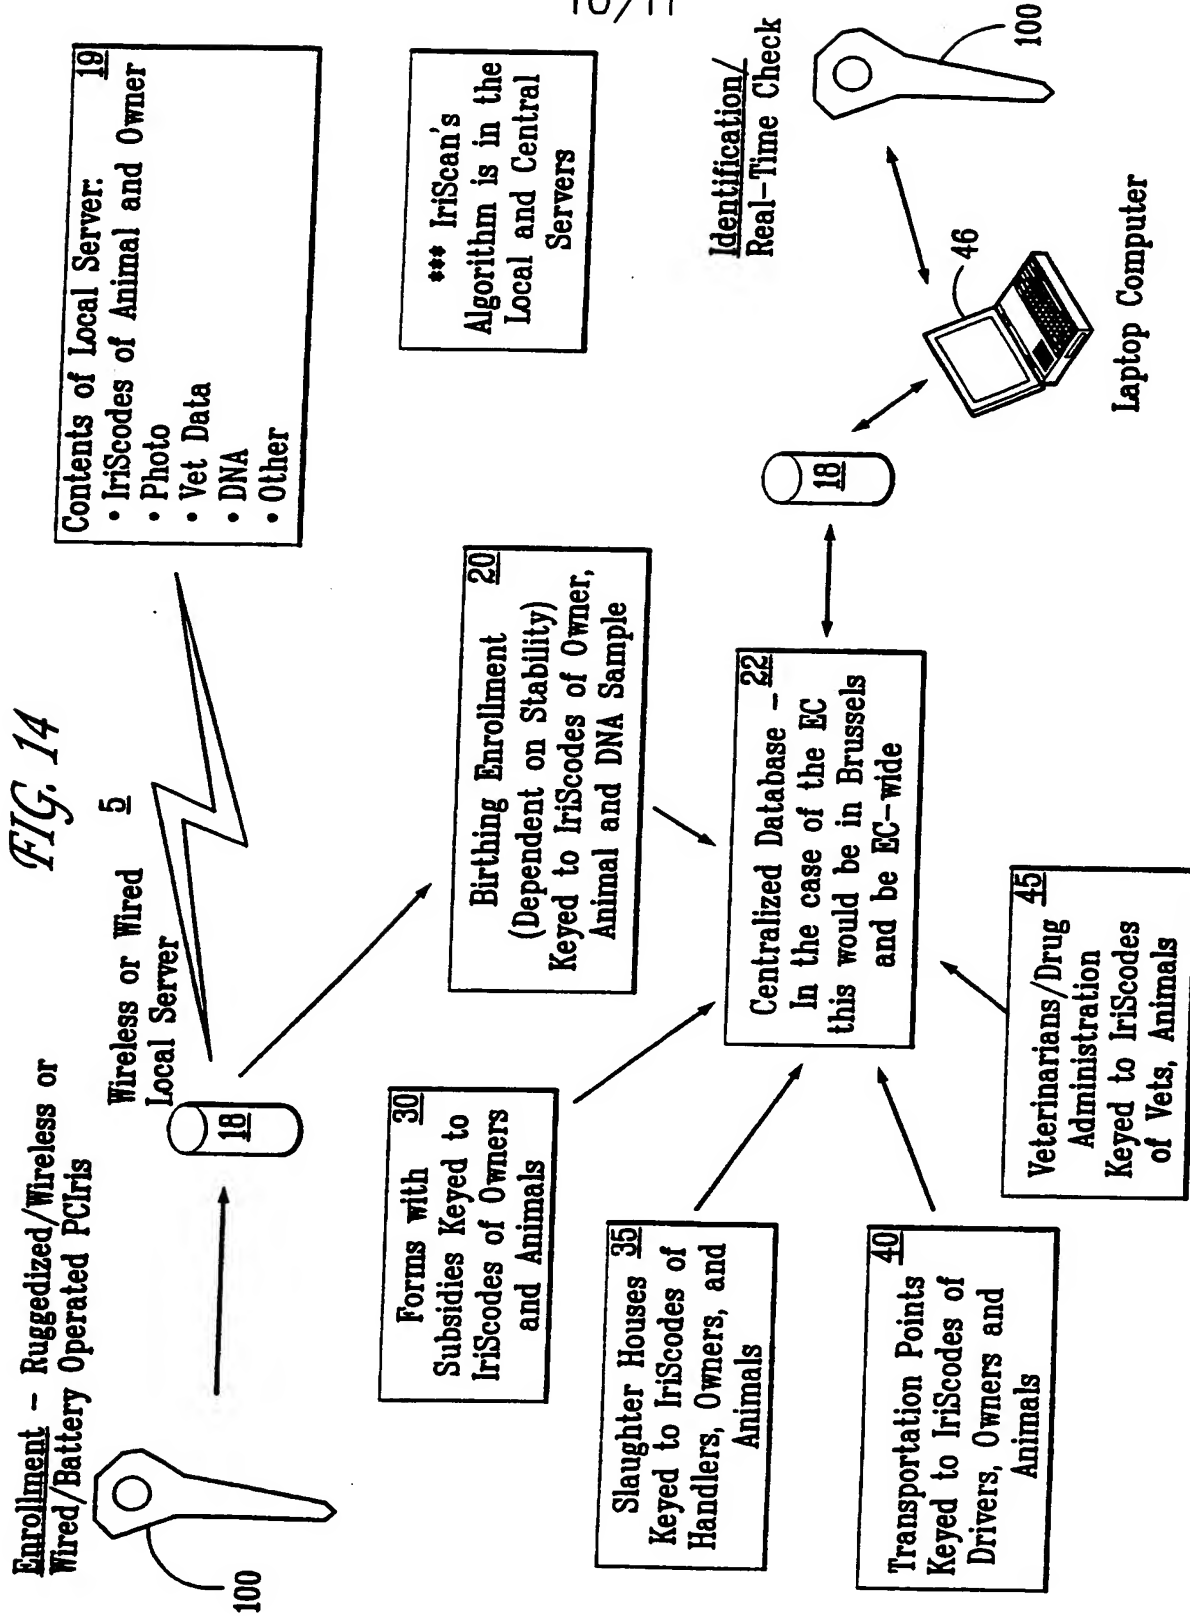 10/11
FIG. 14
Enrollment – Ruggedized/Wireless or
Wired/Battery Operated PCIris
100
Wireless or Wired
Local Server
5
18
Contents of Local Server:
19
• IriScodes of Animal and Owner
• Photo
• Vet Data
• DNA
• Other
*** IriScan's
Algorithm is in the
Local and Central
Servers
Birthing Enrollment
20
(Dependent on Stability)
Keyed to IriScodes of Owner,
Animal and DNA Sample
Forms with
30
Subsidies Keyed to
IriScodes of Owners
and Animals
Slaughter Houses
35
Keyed to IriScodes of
Handlers, Owners, and
Animals
Transportation Points
40
Keyed to IriScodes of
Drivers, Owners and
Animals
Veterinarians/Drug
45
Administration
Keyed to IriScodes
of Vets, Animals
Centralized Database –
22
In the case of the EC
this would be in Brussels
and be EC-wide
18
46
Laptop Computer
Identification/
Real-Time Check
100